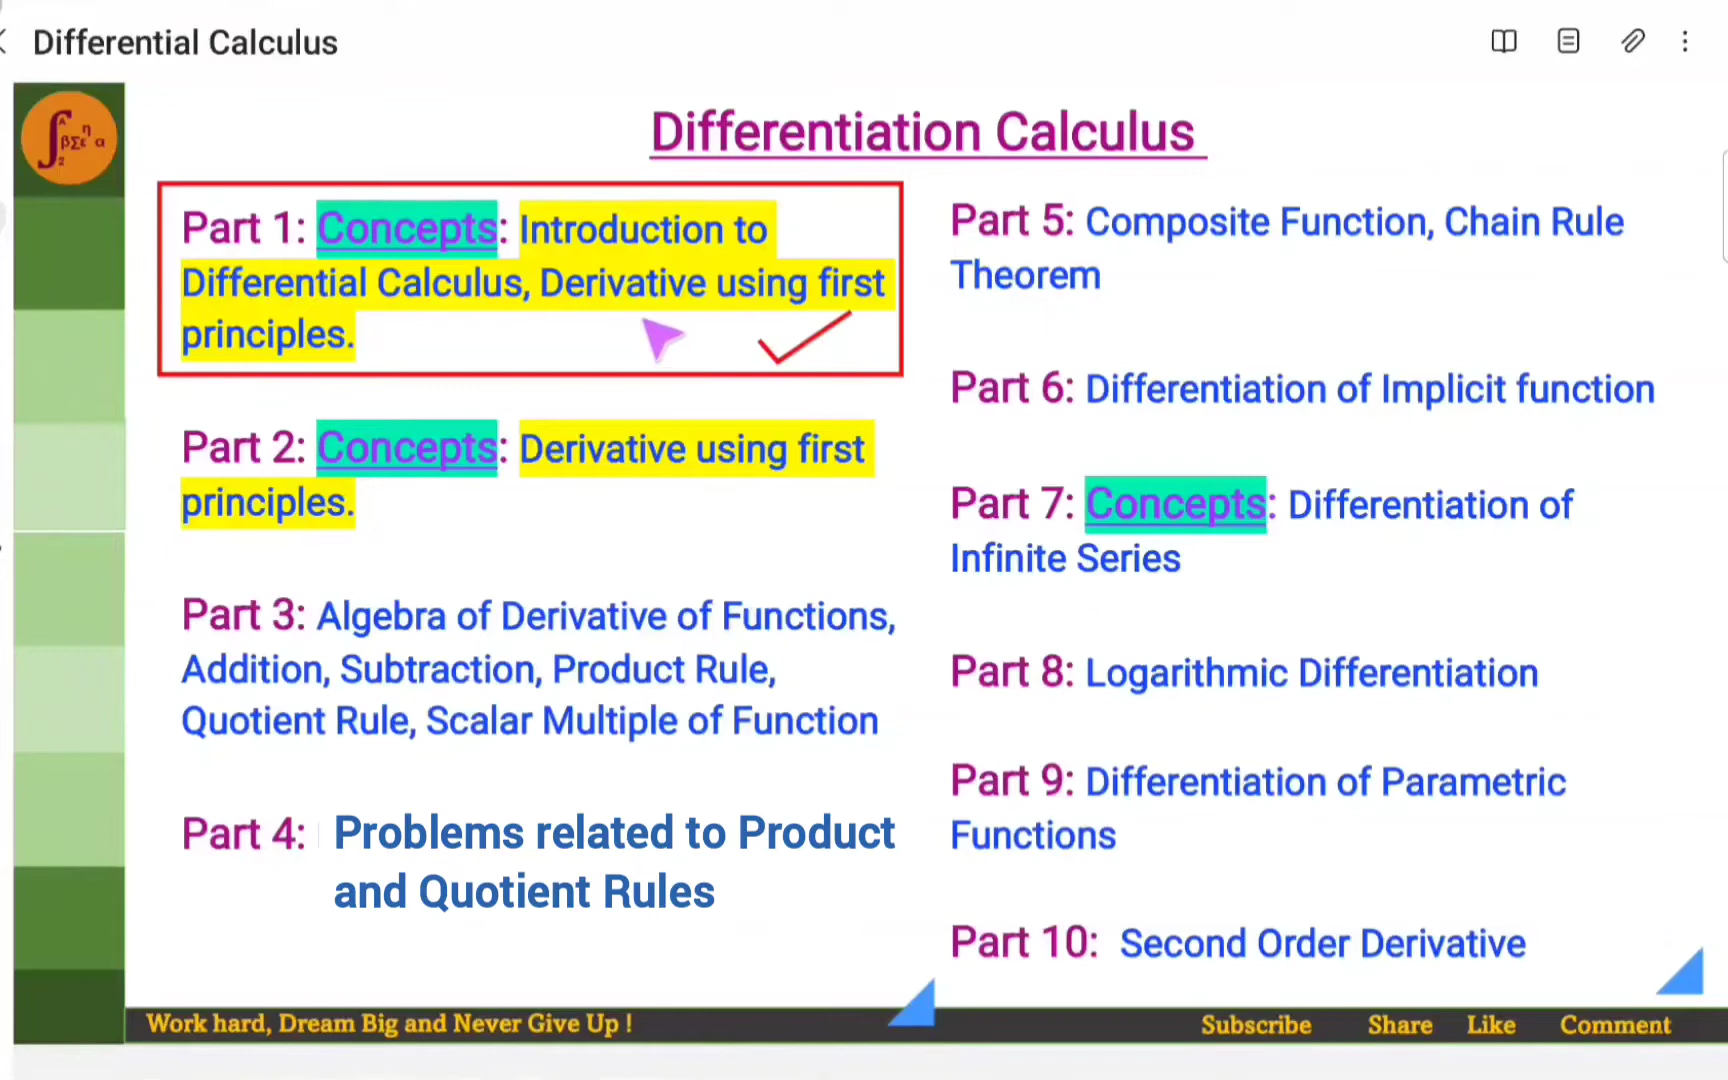 Differential Calculus
Differentiation Calculus
Part 1: Concepts: Introduction to
Differential Calculus, Derivative using first
principles.
Part 2: Concepts: Derivative using first
principles.
Part 3: Algebra of Derivative of Functions,
Addition, Subtraction, Product Rule,
Quotient Rule, Scalar Multiple of Function
Part 4: Problems related to Product
and Quotient Rules
Part 5: Composite Function, Chain Rule
Theorem
Part 6: Differentiation of Implicit function
Part 7: Concepts: Differentiation of
Infinite Series
Part 8: Logarithmic Differentiation
Part 9: Differentiation of Parametric
Functions
Part 10: Second Order Derivative
Work hard, Dream Big and Never Give Up !
Subscribe Share Like Comment